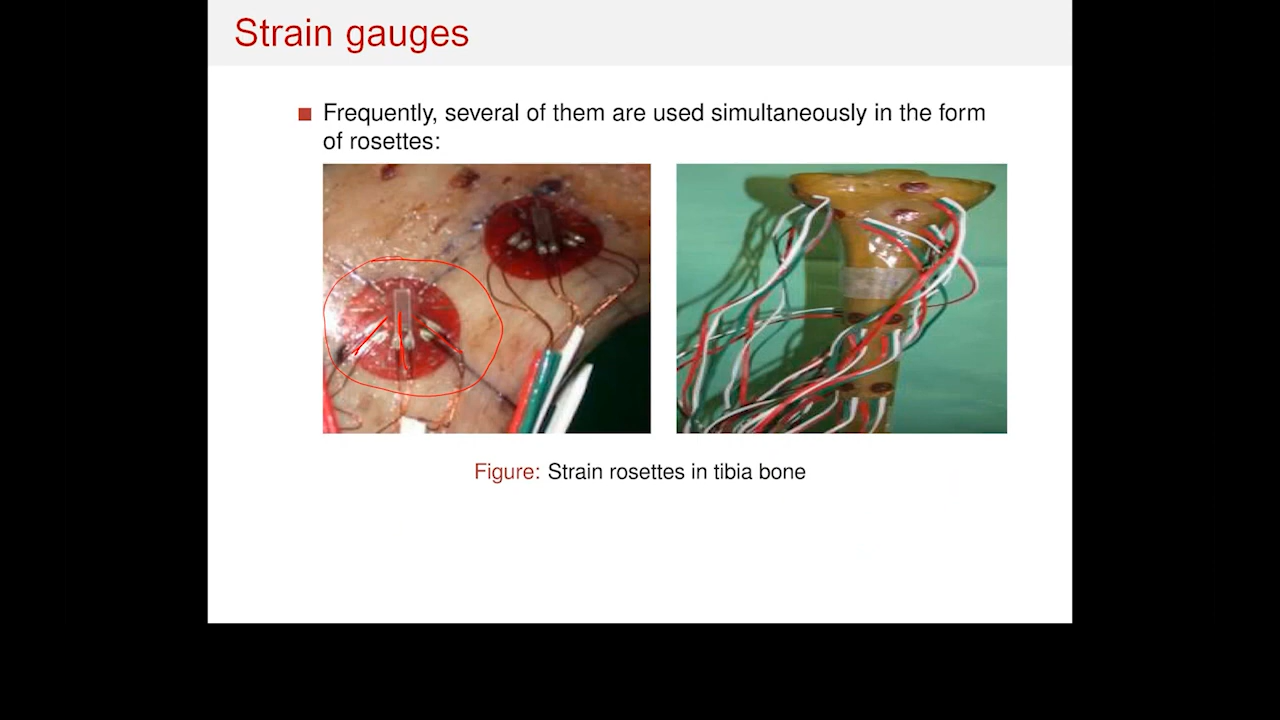 Strain gauges
Frequently, several of them are used simultaneously in the form
of rosettes:
Figure: Strain rosettes in tibia bone